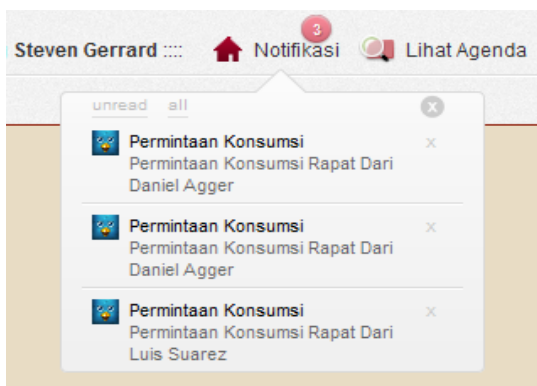 Steven Gerrard :::: Notifikasi 3 Lihat Agenda
unread all x
Permintaan Konsumsi x
Permintaan Konsumsi Rapat Dari
Daniel Agger
Permintaan Konsumsi x
Permintaan Konsumsi Rapat Dari
Daniel Agger
Permintaan Konsumsi x
Permintaan Konsumsi Rapat Dari
Luis Suarez